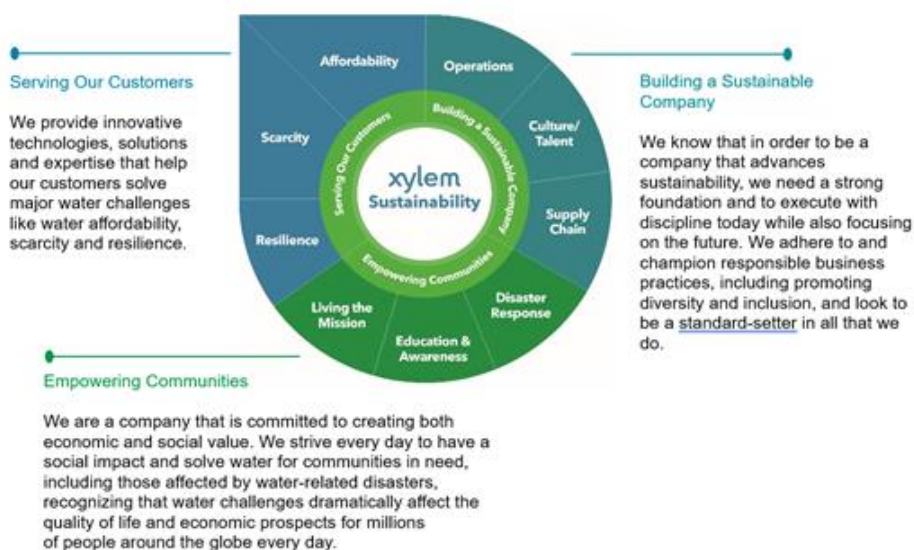 Affordability
Operations
Scarcity
Culture/
Talent
Resilience
Supply
Chain
Living the
Mission
Education &
Awareness
Disaster
Response
Serving Our Customers
Building a Sustainable Company
Empowering Communities
xylem
Sustainability
Serving Our Customers
We provide innovative
technologies, solutions
and expertise that help
our customers solve
major water challenges
like water affordability,
scarcity and resilience.
Building a Sustainable
Company
We know that in order to be a
company that advances
sustainability, we need a strong
foundation and to execute with
discipline today while also focusing
on the future. We adhere to and
champion responsible business
practices, including promoting
diversity and inclusion, and look to
be a standard-setter in all that we
do.
Empowering Communities
We are a company that is committed to creating both
economic and social value. We strive every day to have a
social impact and solve water for communities in need,
including those affected by water-related disasters,
recognizing that water challenges dramatically affect the
quality of life and economic prospects for millions
of people around the globe every day.